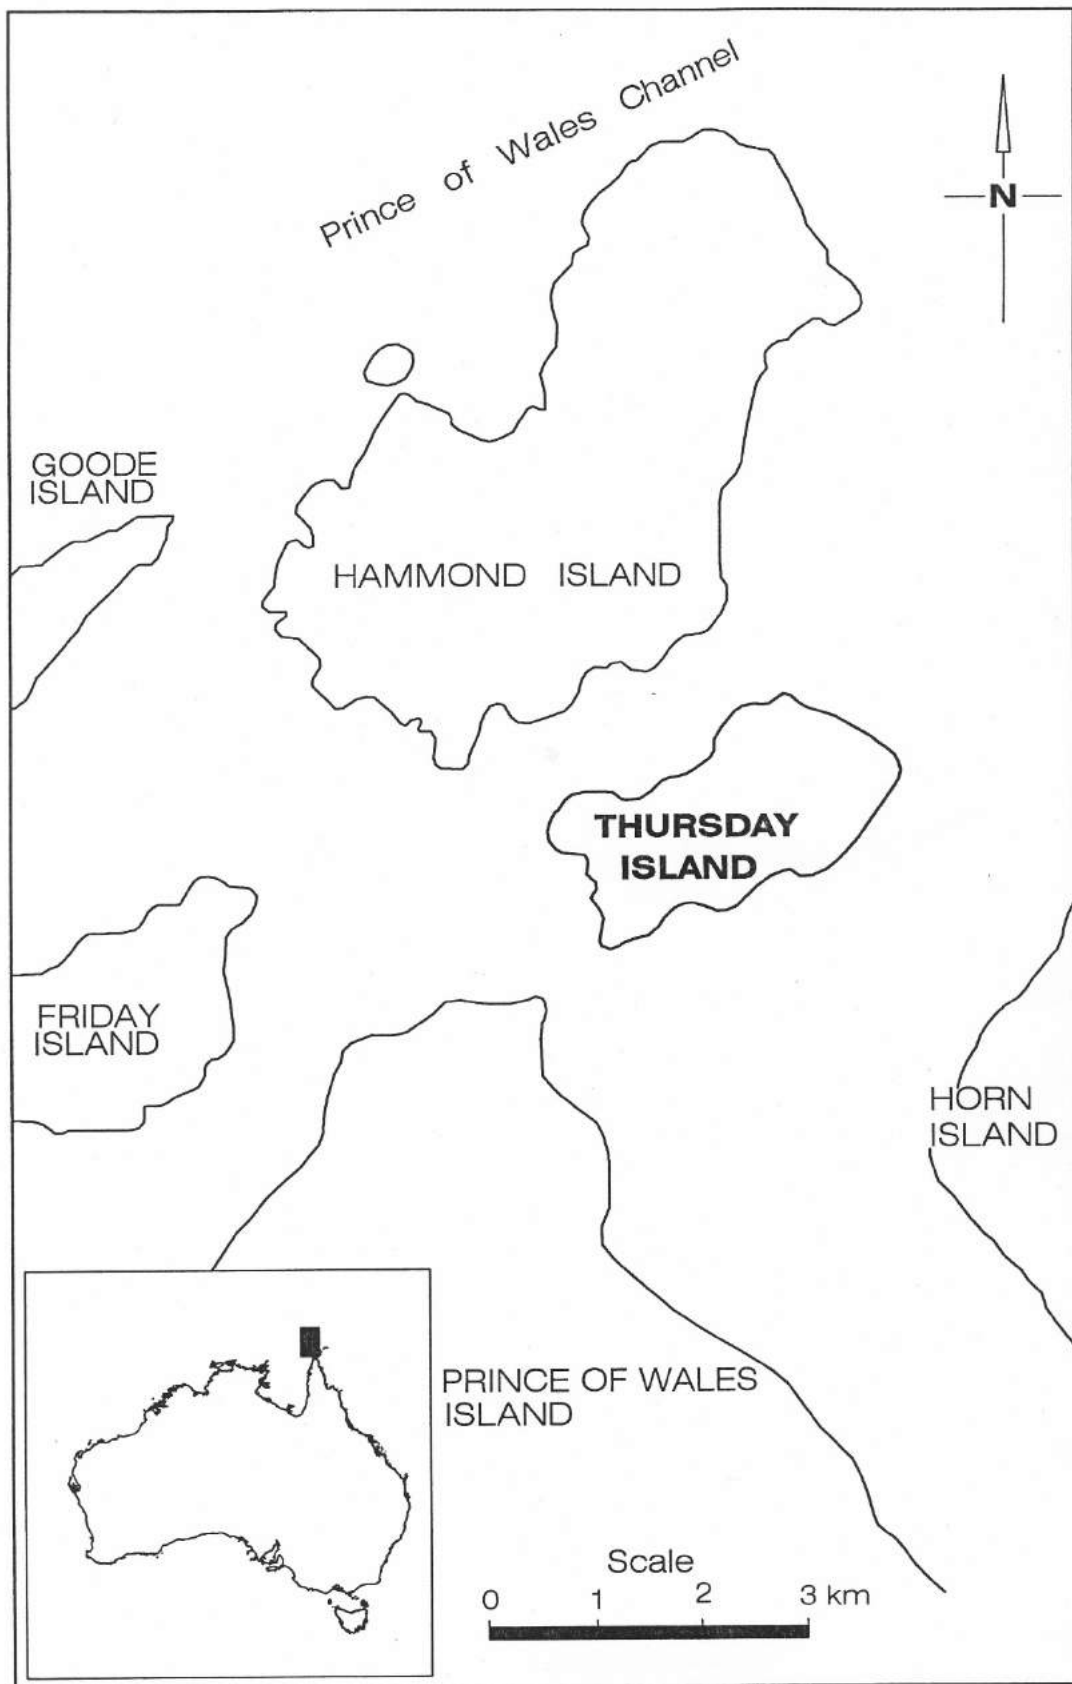 Prince of Wales Channel
N
GOODE
ISLAND
HAMMOND ISLAND
THURSDAY
ISLAND
FRIDAY
ISLAND
HORN
ISLAND
PRINCE OF WALES
ISLAND
Scale
0 1 2 3 km